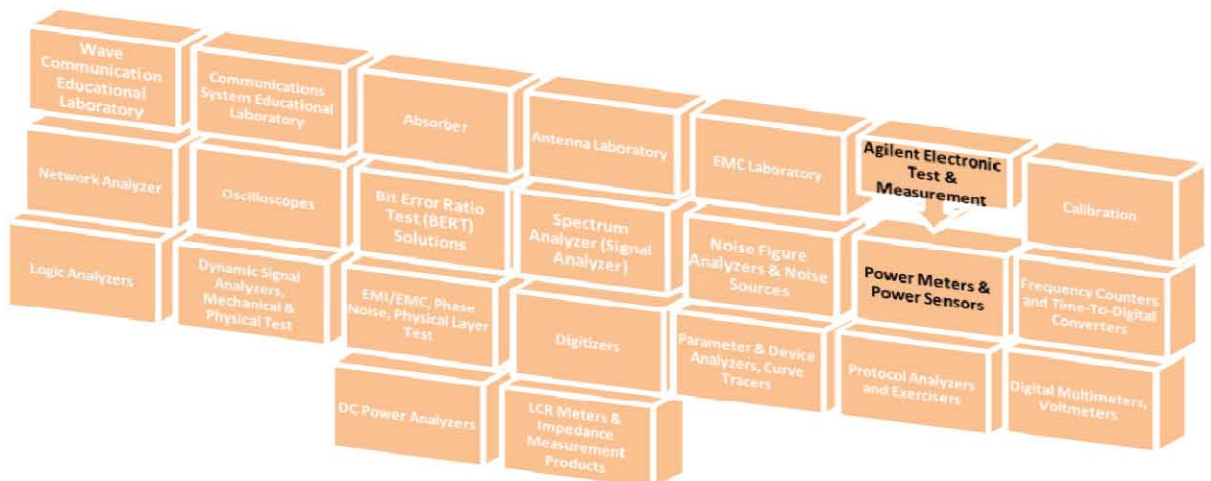 Wave
Communication
Educational
Laboratory
Communications
System Educational
Laboratory
Absorber
Antenna Laboratory
EMC Laboratory
Agilent Electronic
Test &
Measurement
Calibration
Network Analyzer
Oscilloscopes
Bit Error Ratio
Test (BERT)
Solutions
Spectrum
Analyzer (Signal
Analyzer)
Noise Figure
Analyzers & Noise
Sources
Power Meters &
Power Sensors
Frequency Counters
and Time-To-Digital
Converters
Logic Analyzers
Dynamic Signal
Analyzers,
Mechanical &
Physical Test
EMI/EMC, Phase
Noise, Physical Layer
Test
Digitizers
Parameter & Device
Analyzers, Curve
Tracers
Protocol Analyzers
and Exercisers
Digital Multimeters,
Voltmeters
DC Power Analyzers
LCR Meters &
Impedance
Measurement
Products